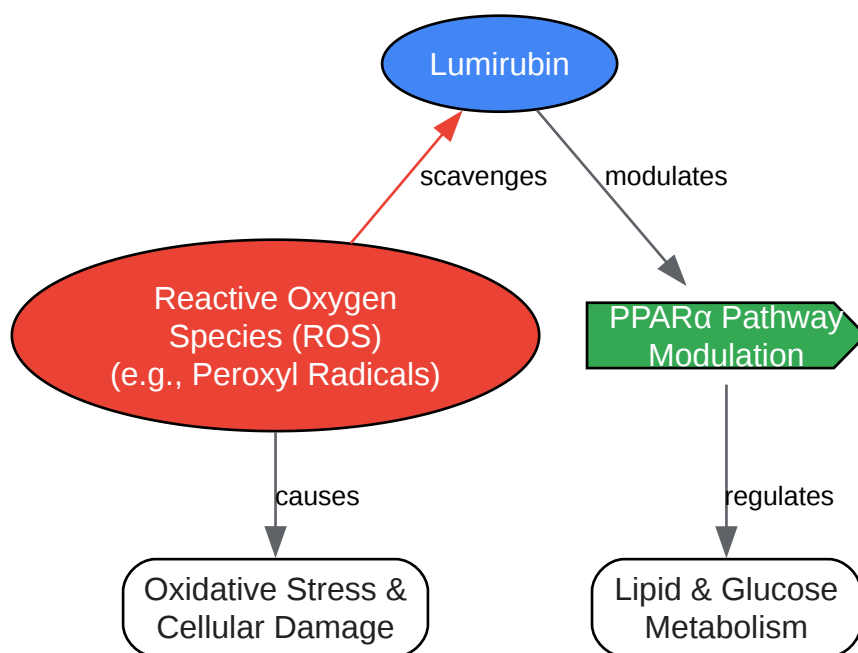 Lumirubin
scavenges
modulates
Reactive Oxygen
Species (ROS)
(e.g., Peroxyl Radicals)
PPARα Pathway
Modulation
causes
regulates
Oxidative Stress &
Cellular Damage
Lipid & Glucose
Metabolism